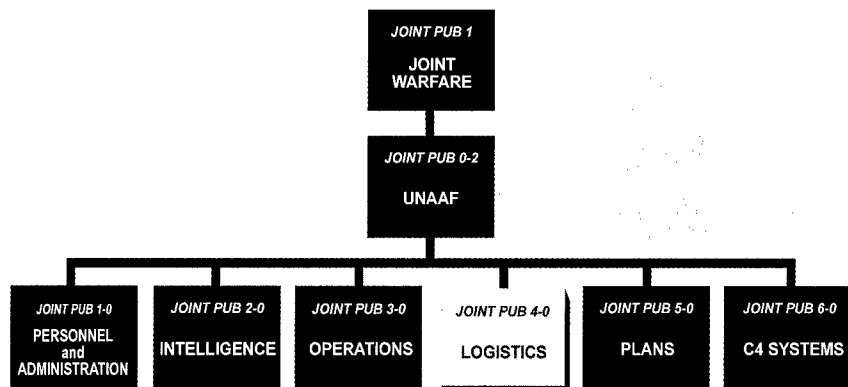 JOINT PUB 1
JOINT
WARFARE
JOINT PUB 0-2
UNAAF
JOINT PUB 1-0
PERSONNEL
and
ADMINISTRATION
JOINT PUB 2-0
INTELLIGENCE
JOINT PUB 3-0
OPERATIONS
JOINT PUB 4-0
LOGISTICS
JOINT PUB 5-0
PLANS
JOINT PUB 6-0
C4 SYSTEMS